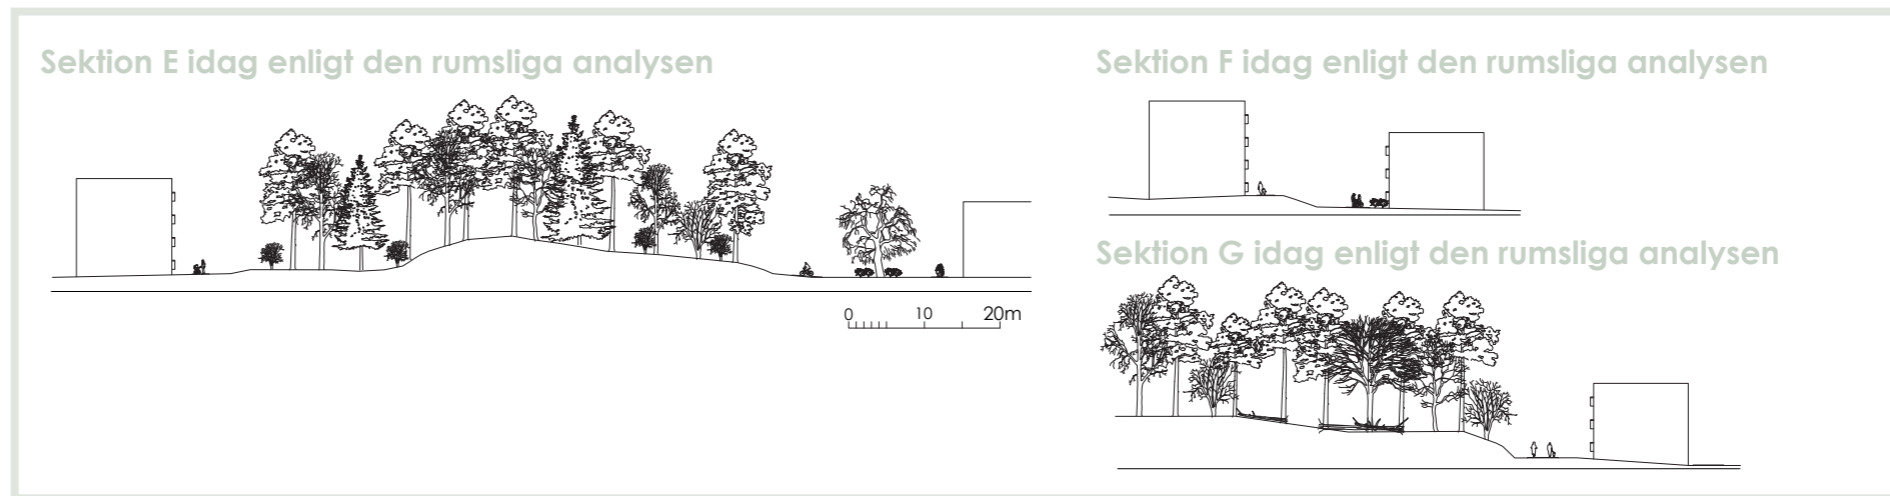 Sektion E idag enligt den rumsliga analysen
0 10 20m
Sektion F idag enligt den rumsliga analysen
Sektion G idag enligt den rumsliga analysen